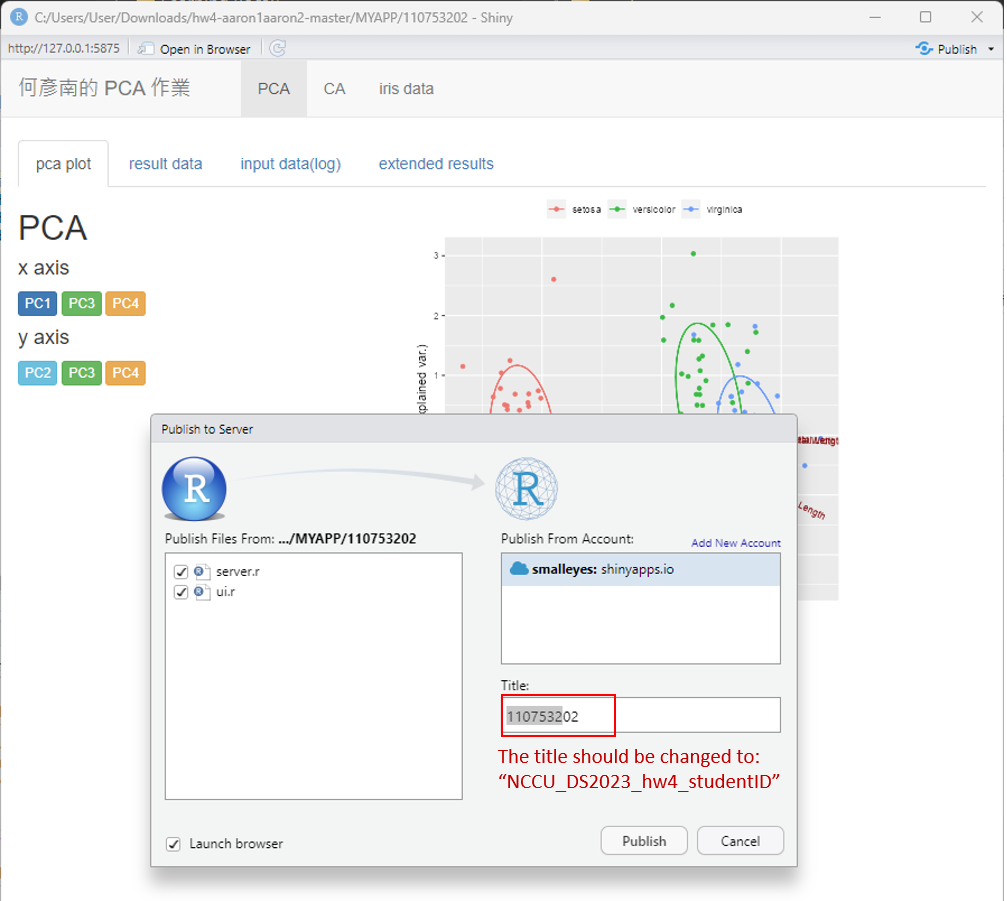 C:/Users/User/Downloads/hw4-aaron1aaron2-master/MYAPP/110753202 - Shiny
http://127.0.0.1:5875 Open in Browser Publish
何彥南的 PCA 作業 PCA CA iris data
pca plot result data input data(log) extended results
setosa versicolor virginica
PCA
x axis
PC1 PC3 PC4
y axis
PC2 PC3 PC4
3
2
1
xplained var.)
Length
Length
Publish to Server
R R
Publish Files From: .../MYAPP/110753202
server.r
ui.r
Launch browser
Publish From Account: Add New Account
smalleyes: shinyapps.io
Title:
110753202
The title should be changed to:
“NCCU_DS2023_hw4_studentID”
Publish Cancel